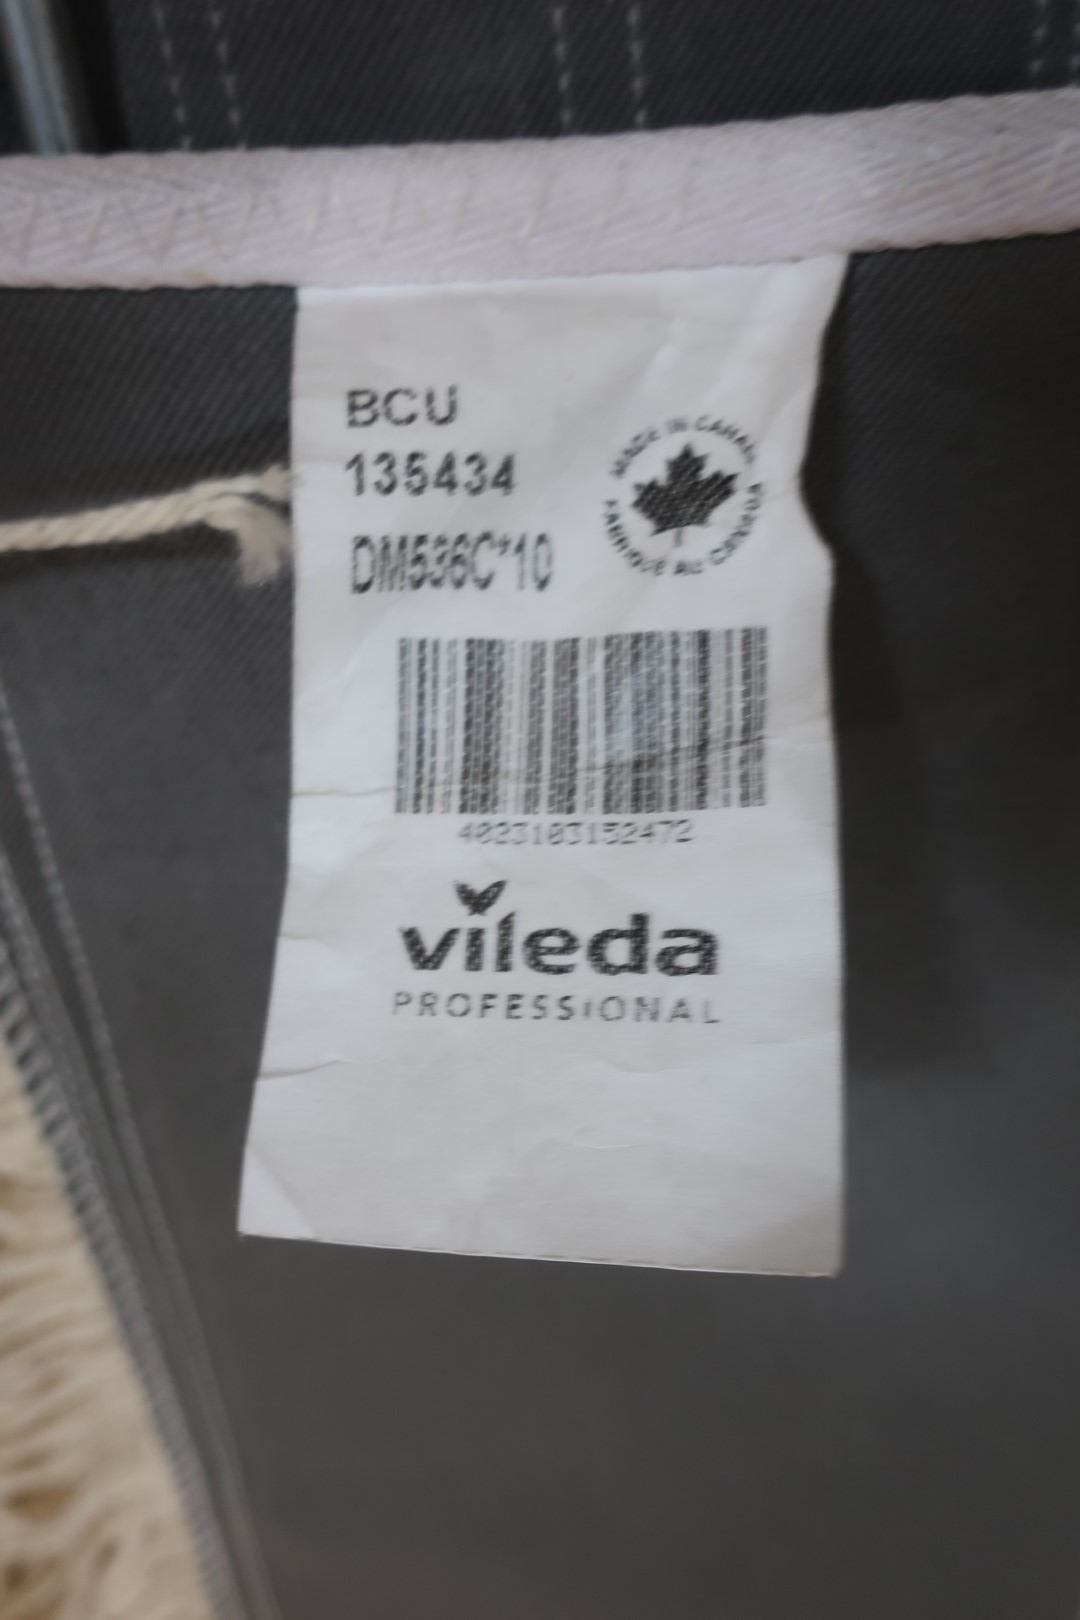 BCU
135434
DM536C*10
MADE IN CANADA
FABRIQUÉ AU CANADA
4023103152472
vileda
PROFESSIONAL